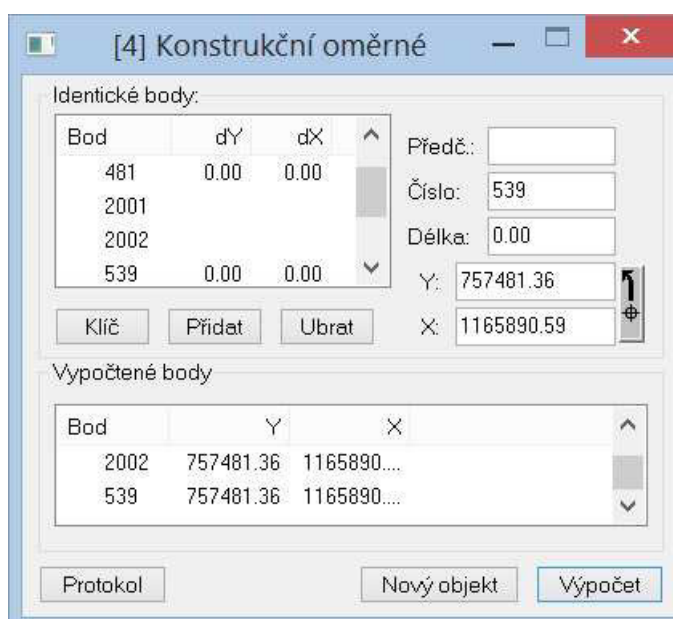 [4] Konstrukční oměrné
Identické body:
Bod dY dX
481 0.00 0.00
2001
2002
539 0.00 0.00
Předč.:
Číslo: 539
Délka: 0.00
Y: 757481.36
X: 1165890.59
Klíč Přidat Ubrat
Vypočtené body
Bod Y X
2002 757481.36 1165890....
539 757481.36 1165890....
Protokol Nový objekt Výpočet